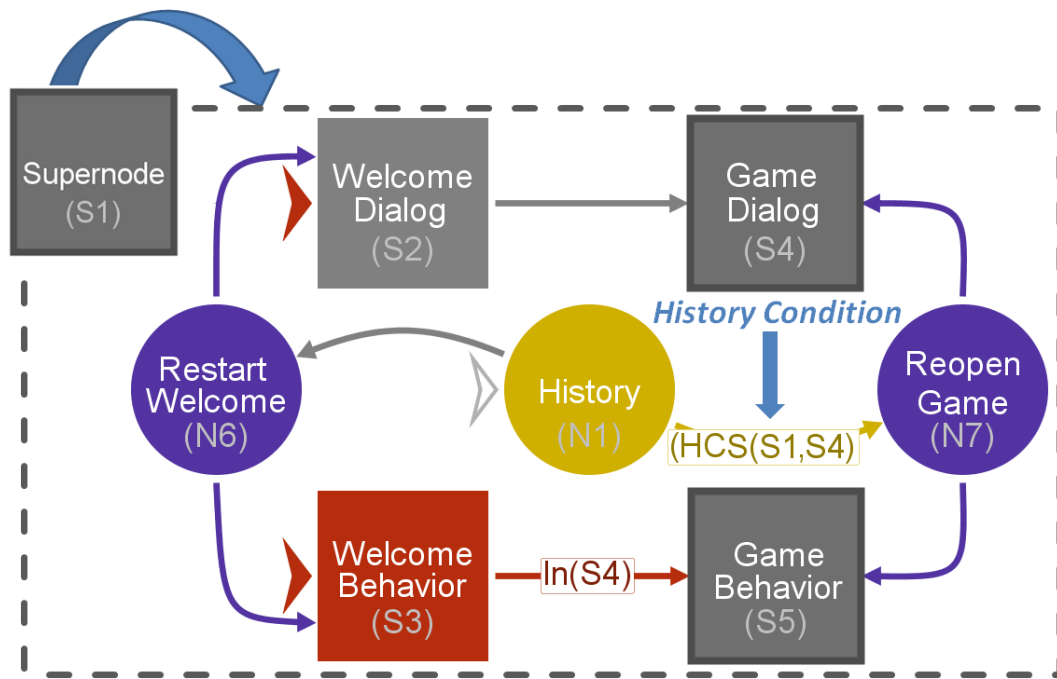 Supernode
(S1)
Welcome
Dialog
(S2)
Game
Dialog
(S4)
History Condition
Restart
Welcome
(N6)
History
(N1)
(HCS(S1,S4)
Reopen
Game
(N7)
Welcome
Behavior
(S3)
In(S4)
Game
Behavior
(S5)